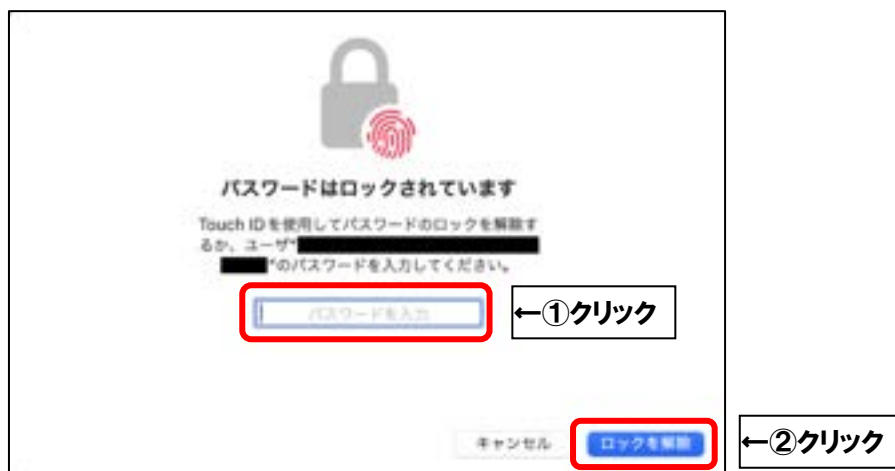 パスワードはロックされています
Touch IDを使用してパスワードのロックを解除す
るか、ユーザ"
"のパスワードを入力してください。
パスワードを入力
←①クリック
キャンセル
ロックを解除
←②クリック